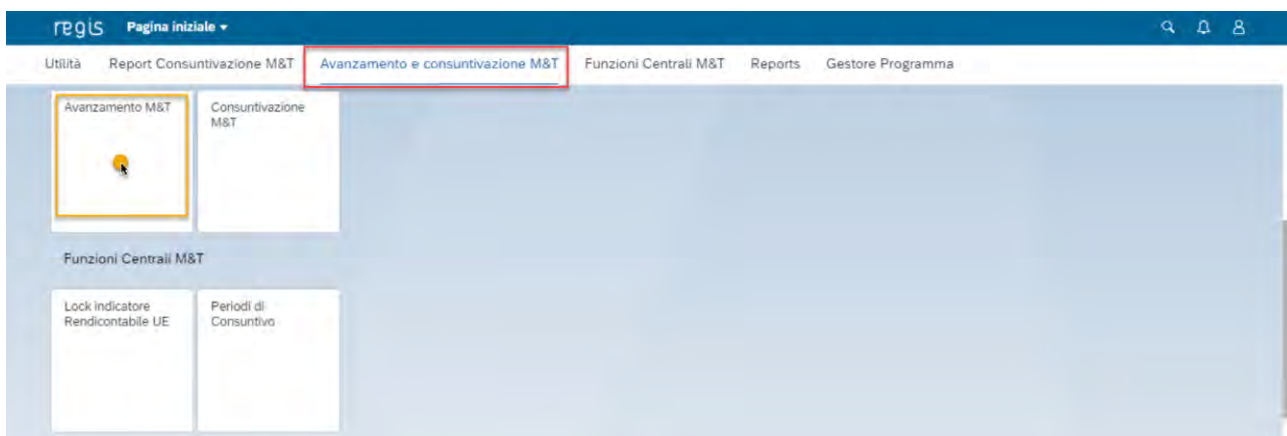 regis Pagina iniziale
Utilità Report Consuntivazione M&T Avanzamento e consuntivazione M&T Funzioni Centrali M&T Reports Gestore Programma
Avanzamento M&T
Consuntivazione
M&T
Funzioni Centrali M&T
Lock indicatore
Rendicontabile UE
Periodi di
Consuntivo